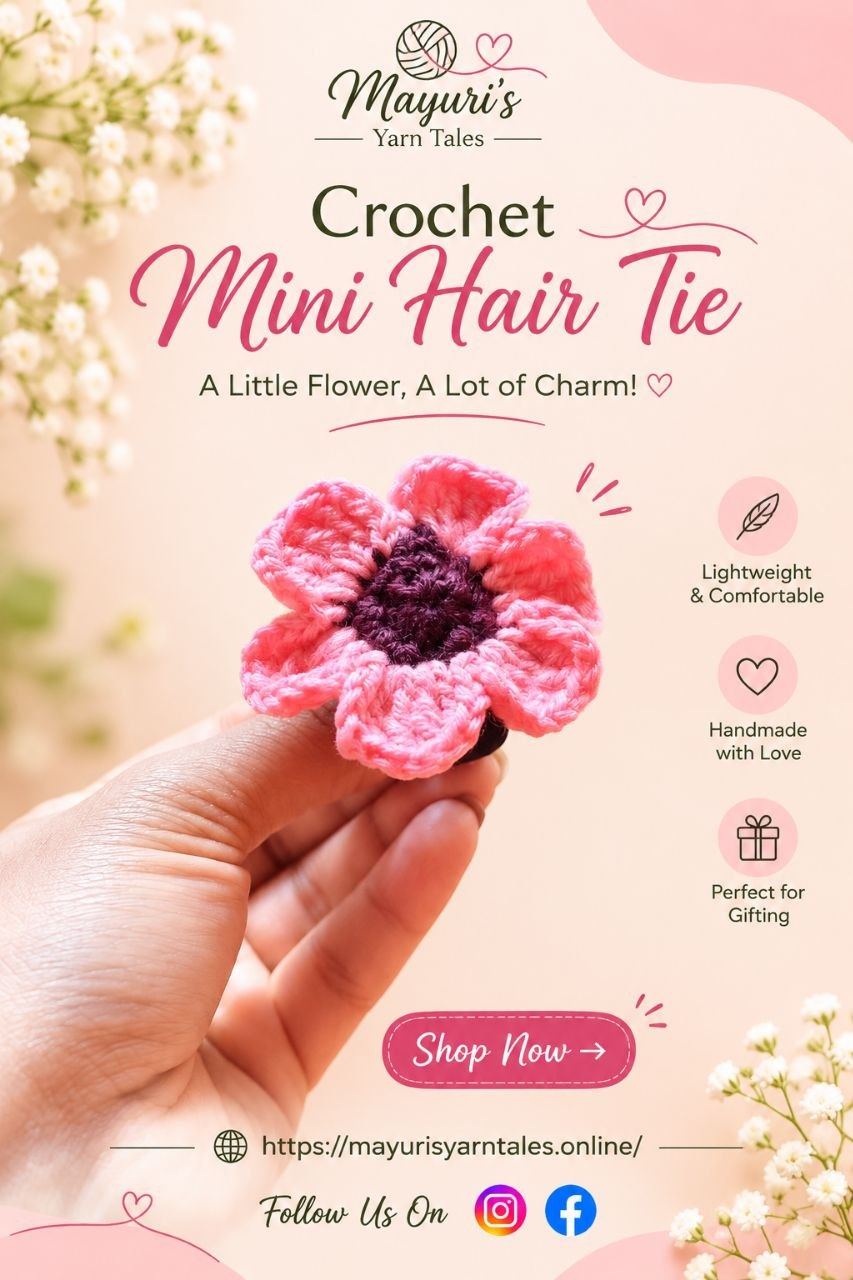 Mayuri's
Yarn Tales
Crochet
Mini Hair Tie
A Little Flower, A Lot of Charm!
Lightweight
& Comfortable
Handmade
with Love
Perfect for
Gifting
Shop Now →
https://mayurisyarntales.online/
Follow Us On